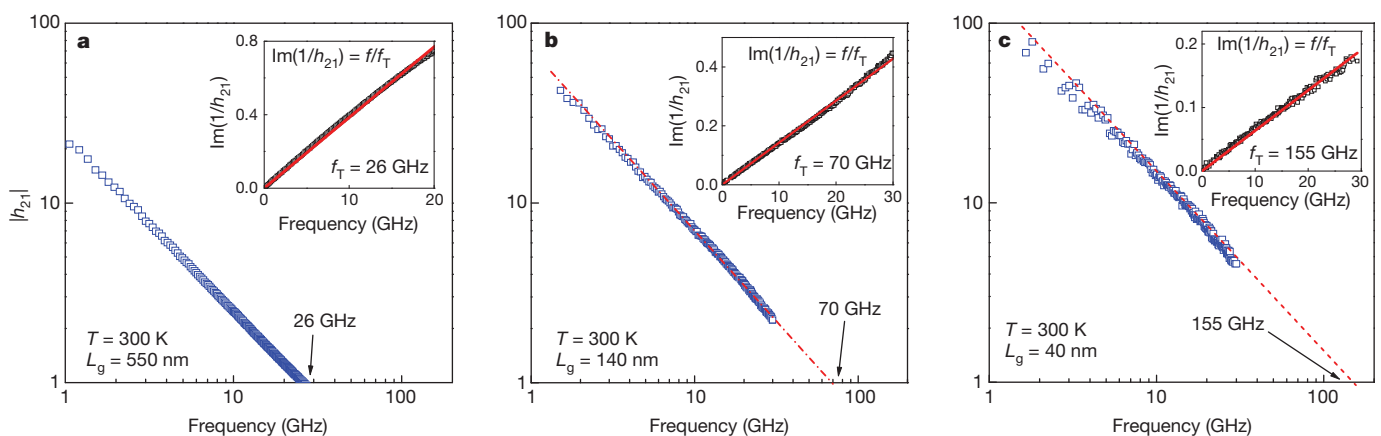 a
Im(1/h21) = f/fT
fT = 26 GHz
Im(1/h21)
0.8
0.4
0.0
0
10
20
Frequency (GHz)
|h21|
100
10
1
26 GHz
T = 300 K
Lg = 550 nm
1
10
100
Frequency (GHz)
b
Im(1/h21) = f/fT
fT = 70 GHz
Im(1/h21)
0.4
0.2
0.0
0
10
20
30
Frequency (GHz)
100
10
1
70 GHz
T = 300 K
Lg = 140 nm
1
10
100
Frequency (GHz)
c
Im(1/h21) = f/fT
fT = 155 GHz
Im(1/h21)
0.2
0.1
0.0
0
10
20
30
Frequency (GHz)
100
10
1
155 GHz
T = 300 K
Lg = 40 nm
1
10
100
Frequency (GHz)